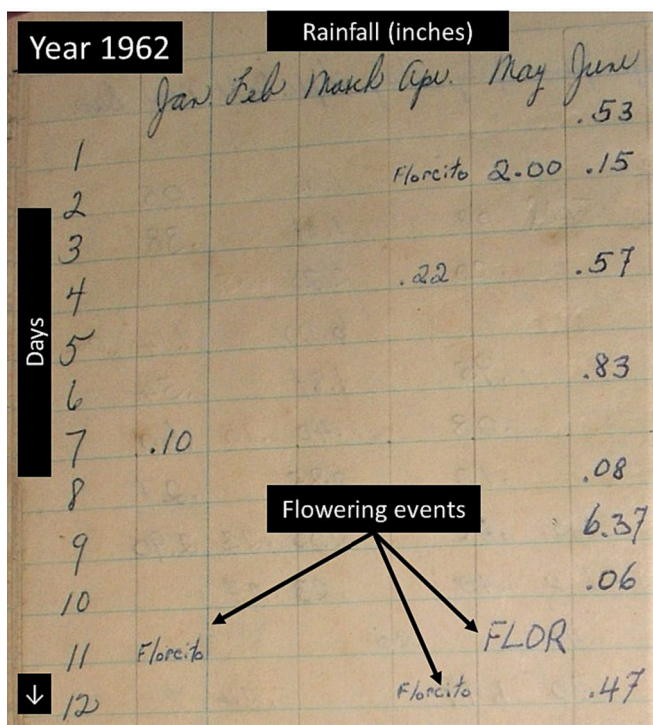 Year 1962
Rainfall (inches)
Jan. Feb March Apr. May June
.53
1
Florcito 2.00 .15
2
3
.22 .57
4
Days
5
.83
6
7 .10
.08
8
Flowering events
6.37
9
.06
10
FLOR
11 Florcito
Florcito .47
↓ 12